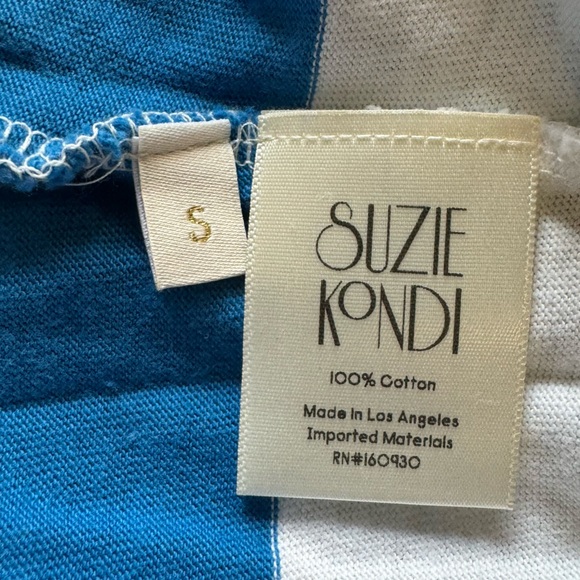 S
SUZIE
KONDI
100% Cotton
Made in Los Angeles
Imported Materials
RN#160930